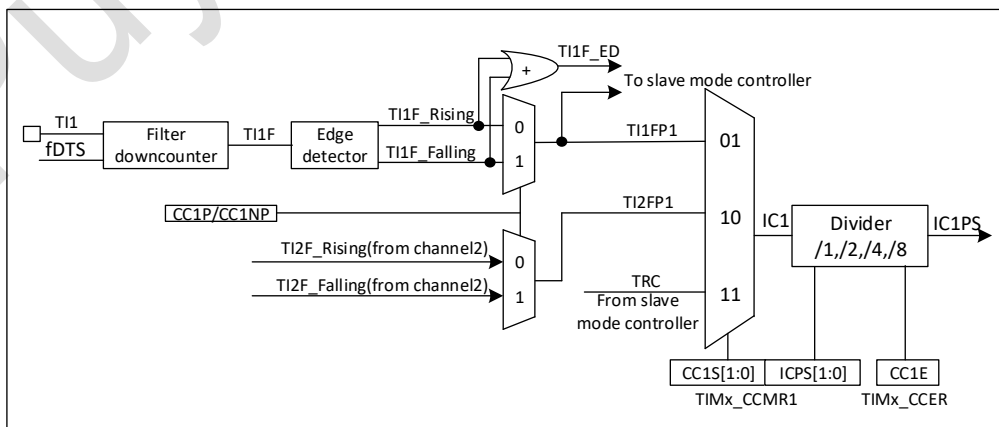 TI1F_ED
To slave mode controller
TI1
fDTS
Filter
downcounter
TI1F
Edge
detector
TI1F_Rising
TI1F_Falling
+
0
1
TI1FP1
01
CC1P/CC1NP
TI2FP1
10
IC1
Divider
/1,/2,/4,/8
IC1PS
TI2F_Rising(from channel2)
TI2F_Falling(from channel2)
0
1
TRC
From slave
mode controller
11
CC1S[1:0]
ICPS[1:0]
CC1E
TIMx_CCMR1
TIMx_CCER